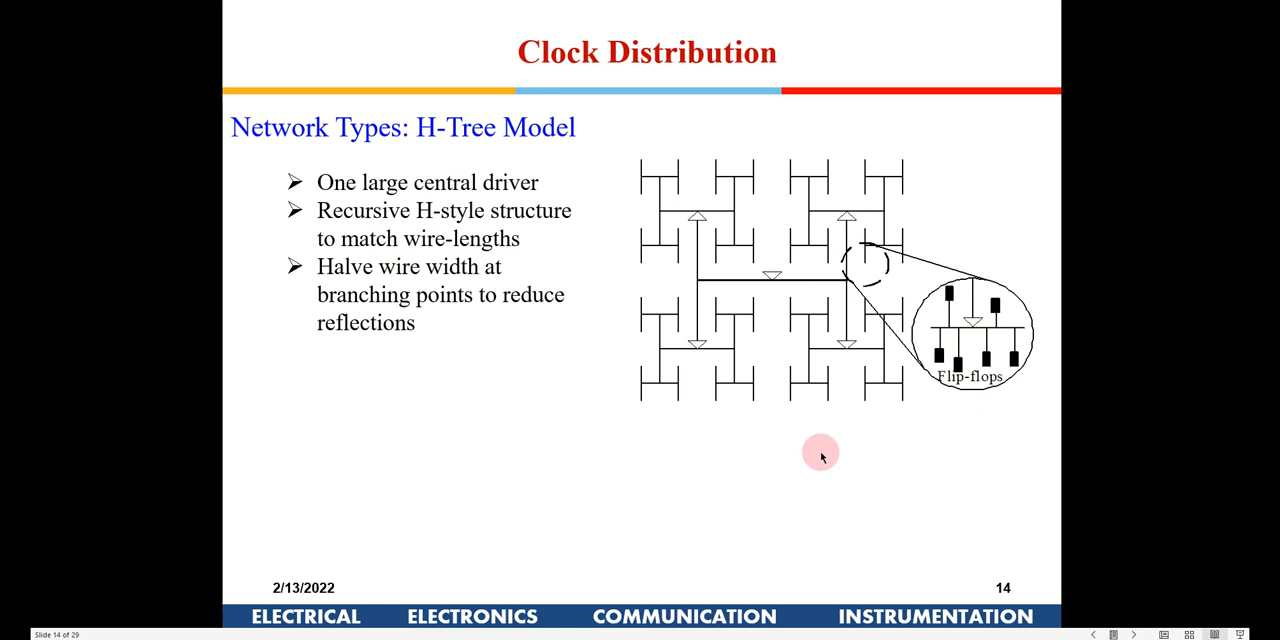 Clock Distribution
Network Types: H-Tree Model
➢ One large central driver
➢ Recursive H-style structure
to match wire-lengths
➢ Halve wire width at
branching points to reduce
reflections
Flip-flops
2/13/2022
14
ELECTRICAL ELECTRONICS COMMUNICATION INSTRUMENTATION
Slide 14 of 29